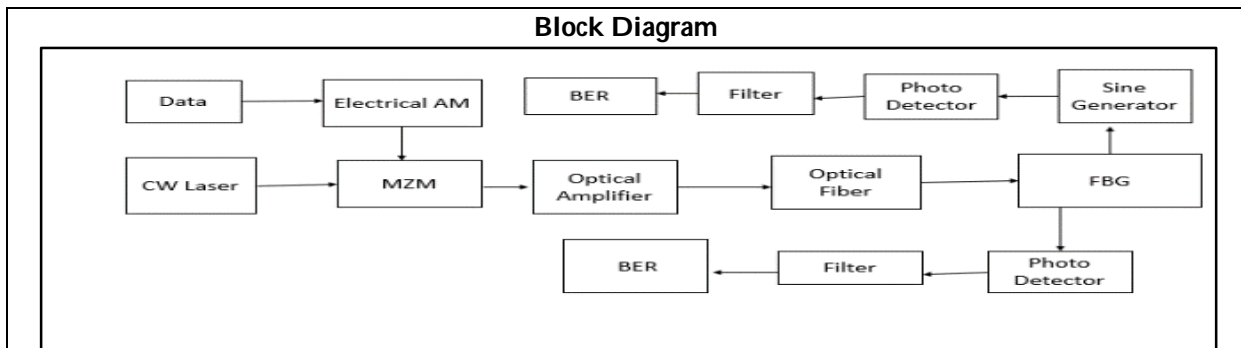 Block Diagram
Data
Electrical AM
BER
Filter
Photo
Detector
Sine
Generator
CW Laser
MZM
Optical
Amplifier
Optical
Fiber
FBG
BER
Filter
Photo
Detector